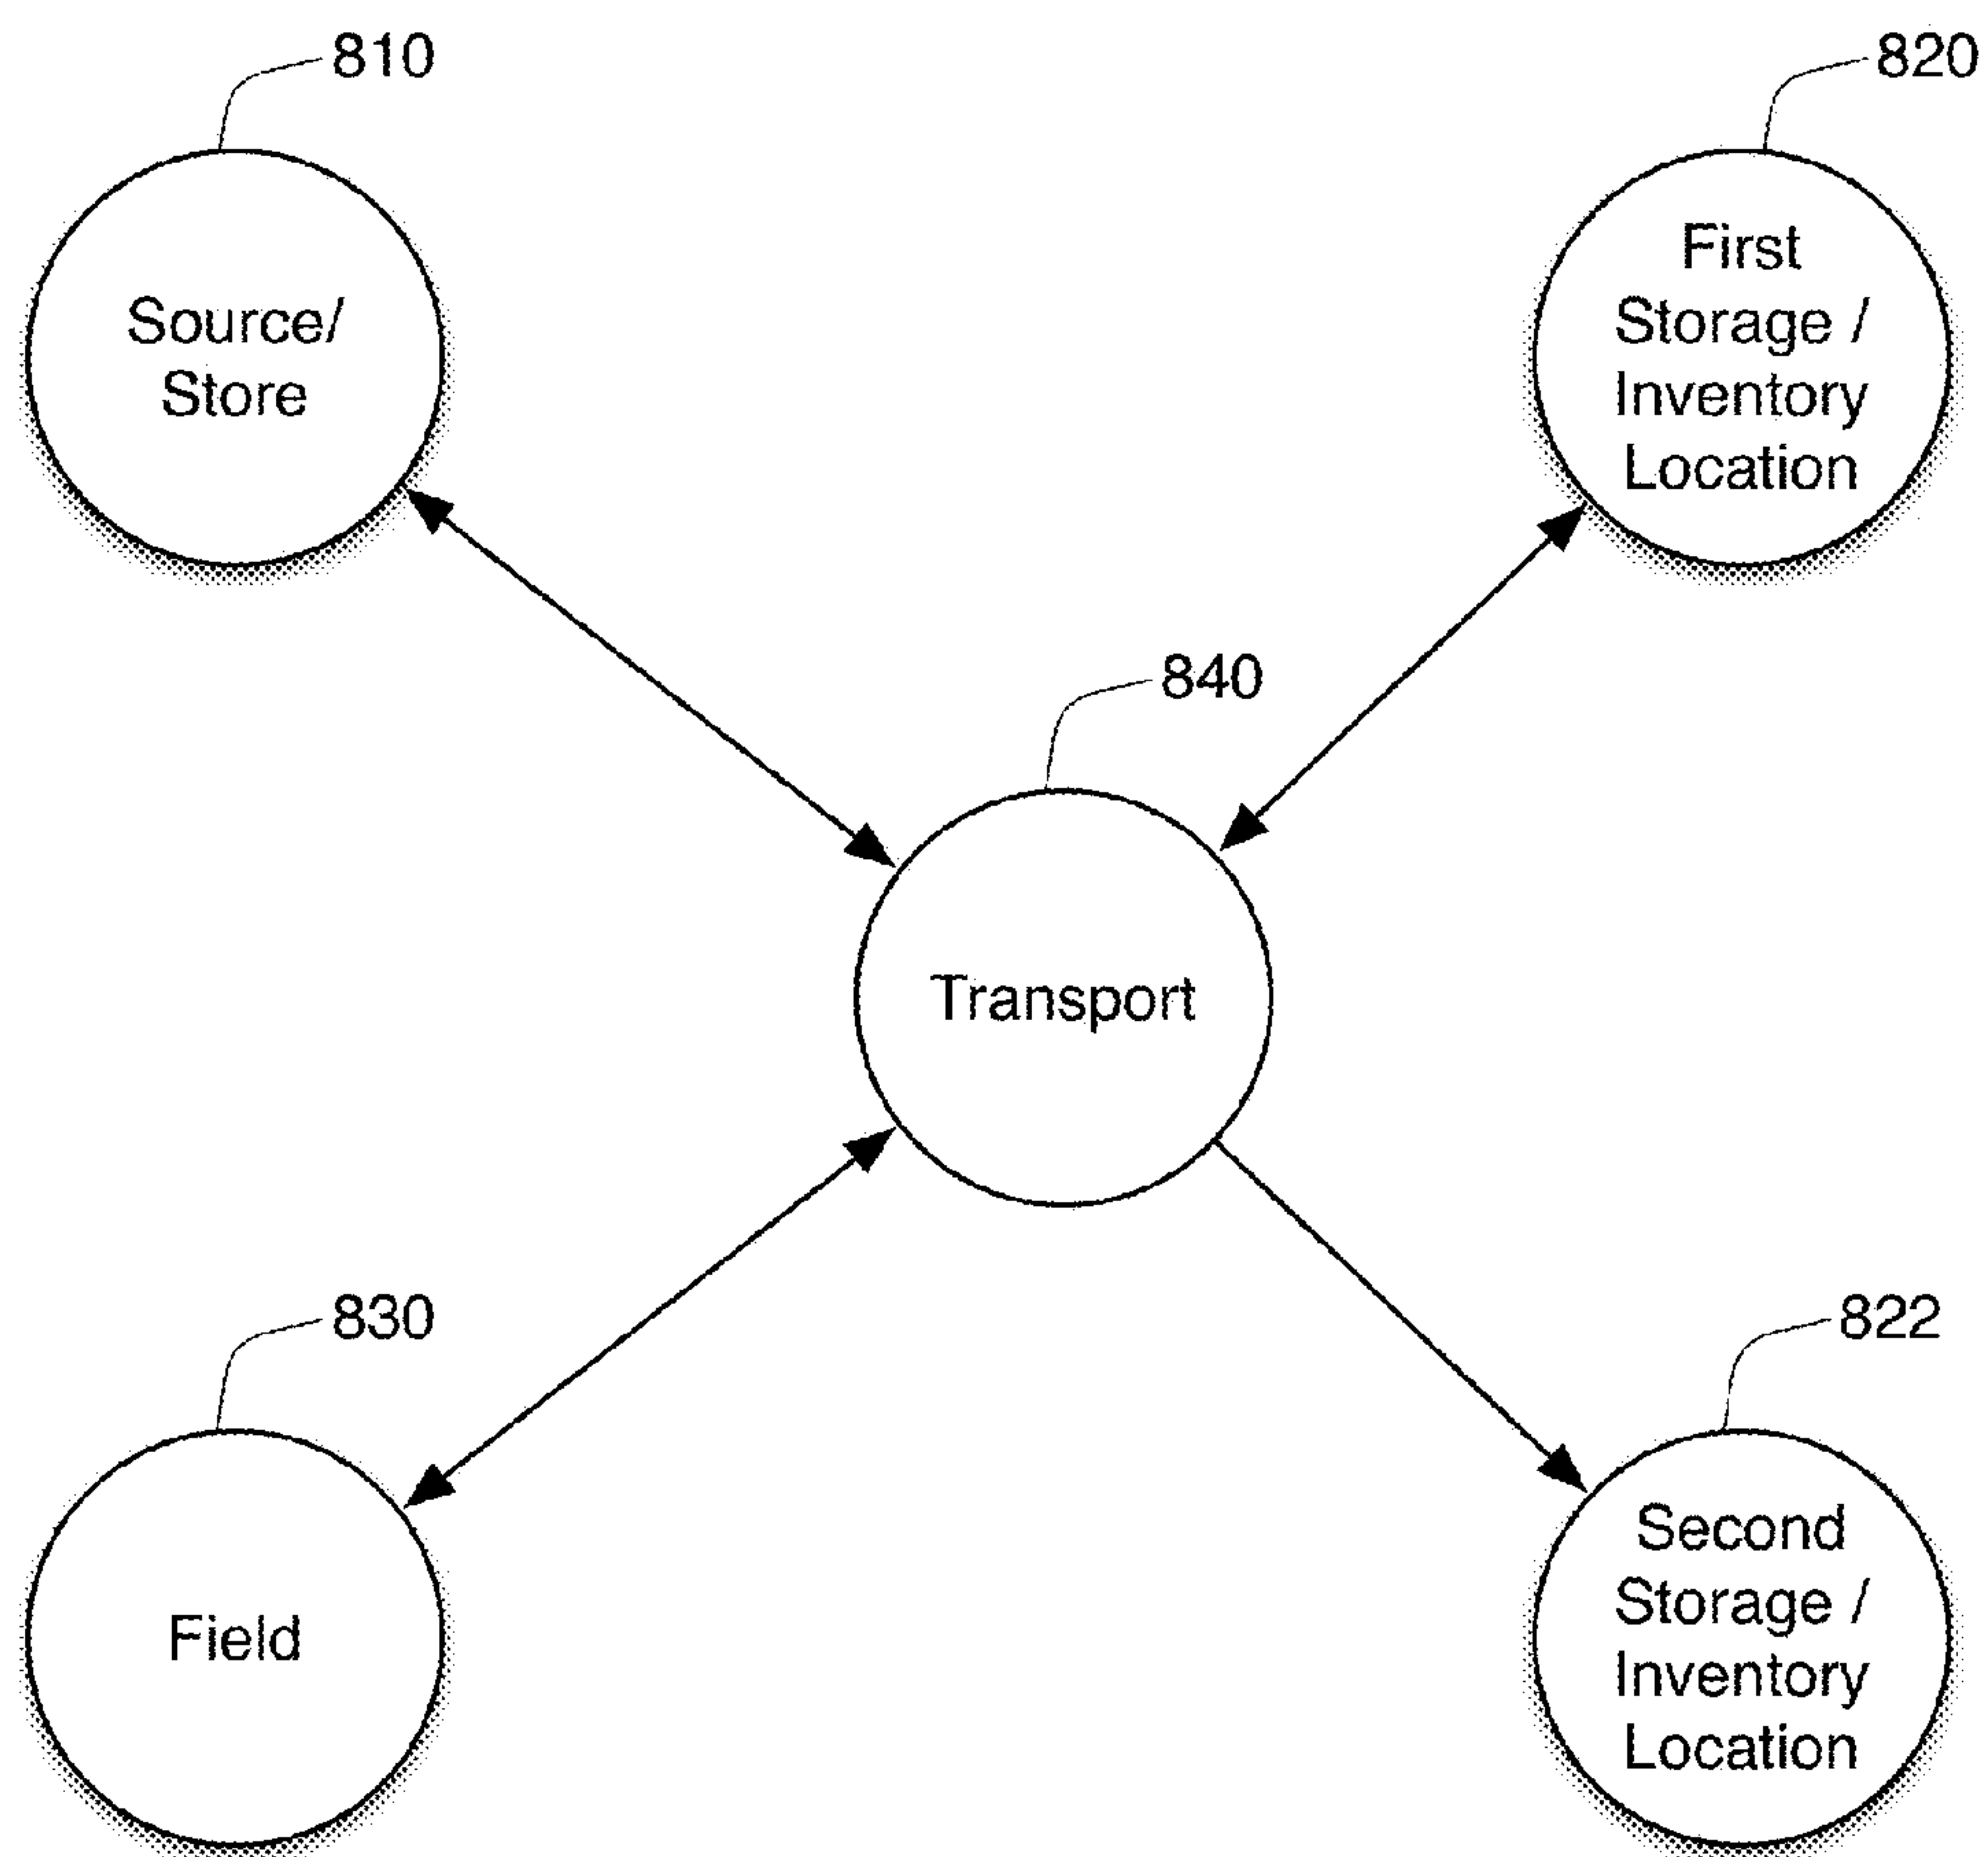 810
820
Source/
Store
First
Storage /
Inventory
Location
840
Transport
830
822
Field
Second
Storage /
Inventory
Location